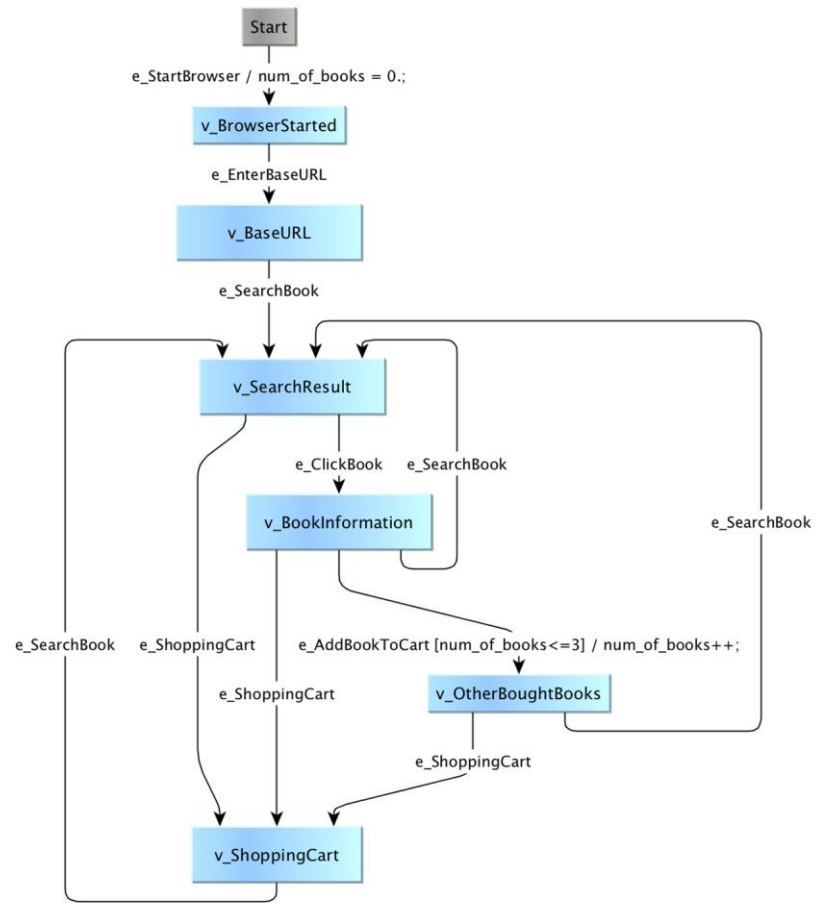 Start
e_StartBrowser / num_of_books = 0.;
v_BrowserStarted
e_EnterBaseURL
v_BaseURL
e_SearchBook
v_SearchResult
e_ClickBook
e_SearchBook
v_BookInformation
e_SearchBook
e_SearchBook
e_ShoppingCart
e_AddBookToCart [num_of_books<=3] / num_of_books++;
e_ShoppingCart
v_OtherBoughtBooks
e_ShoppingCart
v_ShoppingCart